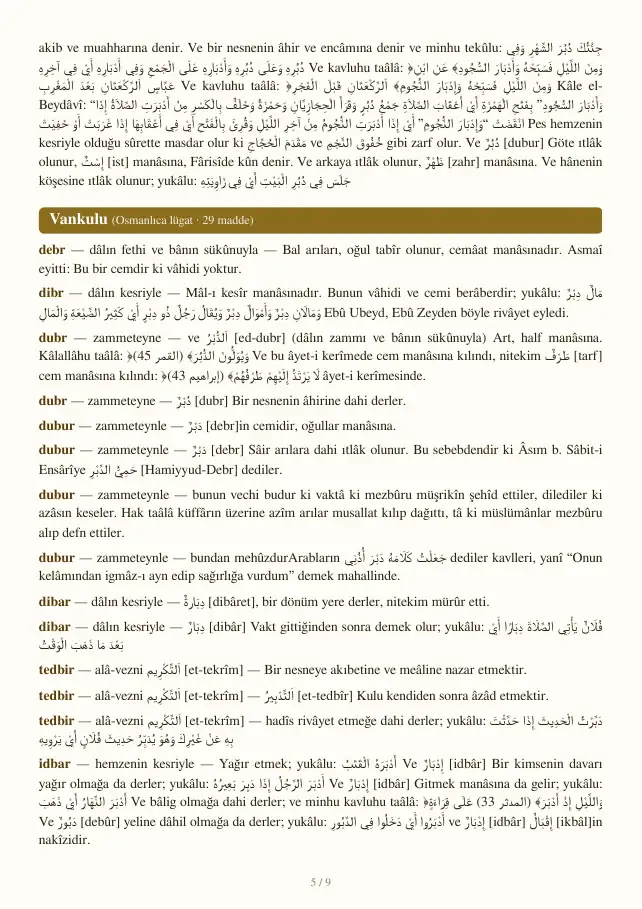 akib ve muahharına denir. Ve bir nesnenin âhir ve encâmına denir ve minhu tekûlu: جِئْتُكَ دُبُرَ الشَّهْرِ وَفِي
دُبُرِهِ وَعَلَى دُبُرِهِ وَأَدْبَارِهِ عَلَى الْجَمْعِ وَفِي أَدْبَارِهِ أَيْ فِي آخِرِهِ Ve kavluhu taâlâ: ﴿وَمِنَ اللَّيْلِ فَسَبِّحْهُ وَأَدْبَارَ السُّجُودِ﴾ عَنِ ابْنِ
عَبَّاسٍ اَلرَّكْعَتَانِ بَعْدَ الْمَغْرِبِ Ve kavluhu taâlâ: ﴿وَمِنَ اللَّيْلِ فَسَبِّحْهُ وَإِدْبَارَ النُّجُومِ﴾ اَلرَّكْعَتَانِ قَبْلَ الْفَجْرِ Kâle el-
Beydâvî: “وَأَدْبَارَ السُّجُودِ” بِفَتْحِ الْهَمْزَةِ أَيْ أَعْقَابَ الصَّلَاةِ جَمْعُ دُبُرٍ وَقَرَأَ الْحِجَازِيَّانِ وَحَمْزَةُ وَخَلَفٌ بِالْكَسْرِ مِنْ أَدْبَرَتِ الصَّلَاةُ إِذَا
انْقَضَتْ “وَإِدْبَارَ النُّجُومِ” أَيْ إِذَا أَدْبَرَتِ النُّجُومُ مِنْ آخِرِ اللَّيْلِ وَقُرِئَ بِالْفَتْحِ أَيْ فِي أَعْقَابِهَا إِذَا غَرَبَتْ أَوْ خَفِيَتْ Pes hemzenin
kesriyle olduğu sûrette masdar olur ki مَقْدَمَ الْحُجَّاجِ ve خُفُوقَ النَّجْمِ gibi zarf olur. Ve دُبُرٌ [dubur] Göte ıtlâk
olunur, إِسْتٌ [ist] manâsına, Fârisîde kûn denir. Ve arkaya ıtlâk olunur, ظَهْرٌ [zahr] manâsına. Ve hânenin
köşesine ıtlâk olunur; yukâlu: جَلَسَ فِي دُبُرِ الْبَيْتِ أَيْ فِي زَاوِيَتِهِ
Vankulu (Osmanlıca lügat · 29 madde)
debr — dâlın fethi ve bânın sükûnuyla — Bal arıları, oğul tabîr olunur, cemâat manâsınadır. Asmaî
eyitti: Bu bir cemdir ki vâhidi yoktur.
dibr — dâlın kesriyle — Mâl-ı kesîr manâsınadır. Bunun vâhidi ve cemi berâberdir; yukâlu: مَالٌ دِبْرٌ
وَمَالَانِ دِبْرٌ وَأَمْوَالٌ دِبْرٌ وَيُقَالُ رَجُلٌ ذُو دِبْرٍ أَيْ كَثِيرُ الضَّيْعَةِ وَالْمَالِ Ebû Ubeyd, Ebû Zeyden böyle rivâyet eyledi.
dubr — zammeteyne — ve اَلدُّبْرُ [ed-dubr] (dâlın zammı ve bânın sükûnuyla) Art, half manâsına.
Kâlallâhu taâlâ: ﴿وَيُوَلُّونَ الدُّبُرَ﴾ (القمر 45) Ve bu âyet-i kerîmede cem manâsına kılındı, nitekim طَرْفٌ [tarf]
cem manâsına kılındı: ﴿لَا يَرْتَدُّ إِلَيْهِمْ طَرْفُهُمْ﴾ (إبراهيم 43) âyet-i kerîmesinde.
dubr — zammeteyne — دُبُرٌ [dubr] Bir nesnenin âhirine dahi derler.
dubur — zammeteynle — دَبْرٌ [debr]in cemidir, oğullar manâsına.
dubur — zammeteynle — دَبْرٌ [debr] Sâir arılara dahi ıtlâk olunur. Bu sebebdendir ki Âsım b. Sâbit-i
Ensârîye حَمِيُّ الدَّبْرِ [Hamiyyud-Debr] dediler.
dubur — zammeteynle — bunun vechi budur ki vaktâ ki mezbûru müşrikîn şehîd ettiler, dilediler ki
azâsın keseler. Hak taâlâ küffârın üzerine azîm arılar musallat kılıp dağıttı, tâ ki müslümânlar mezbûru
alıp defn ettiler.
dubur — zammeteynle — bundan mehûzdurArabların جَعَلْتُ كَلَامَهُ دَبْرَ أُذُنِي dediler kavlleri, yanî “Onun
kelâmından igmâz-ı ayn edip sağırlığa vurdum” demek mahallinde.
dibar — dâlın kesriyle — دِبَارَةٌ [dibâret], bir dönüm yere derler, nitekim mürûr etti.
dibar — dâlın kesriyle — دِبَارٌ [dibâr] Vakt gittiğinden sonra demek olur; yukâlu: فُلَانٌ يَأْتِي الصَّلَاةَ دِبَارًا أَيْ
بَعْدَ مَا ذَهَبَ الْوَقْتُ
tedbir — alâ-vezni اَلتَّكْرِيم [et-tekrîm] — Bir nesneye akıbetine ve meâline nazar etmektir.
tedbir — alâ-vezni اَلتَّكْرِيم [et-tekrîm] — اَلتَّدْبِيرُ [et-tedbîr] Kulu kendiden sonra âzâd etmektir.
tedbir — alâ-vezni اَلتَّكْرِيم [et-tekrîm] — hadîs rivâyet etmeğe dahi derler; yukâlu: دَبَّرْتُ الْحَدِيثَ إِذَا حَدَّثْتَ
بِهِ عَنْ غَيْرِكَ وَهُوَ يُدَبِّرُ حَدِيثَ فُلَانٍ أَيْ يَرْوِيهِ
idbar — hemzenin kesriyle — Yağır etmek; yukâlu: أَدْبَرَهُ الْقَتَبُ Ve إِدْبَارٌ [idbâr] Bir kimsenin davarı
yağır olmağa da derler; yukâlu: أَدْبَرَ الرَّجُلُ إِذَا دَبِرَ بَعِيرُهُ Ve إِدْبَارٌ [idbâr] Gitmek manâsına da gelir; yukâlu:
أَدْبَرَ النَّهَارُ أَيْ ذَهَبَ Ve bâlig olmağa dahi derler; ve minhu kavluhu taâlâ: ﴿وَاللَّيْلِ إِذْ أَدْبَرَ﴾ (المدثر 33) عَلَى قِرَاءَةٍ
Ve دَبُورٌ [debûr] yeline dâhil olmağa da derler; yukâlu: أَدْبَرُوا أَيْ دَخَلُوا فِي الدَّبُورِ ve إِدْبَارٌ [idbâr] إِقْبَالٌ [ikbâl]in
nakîzidir.
5 / 9